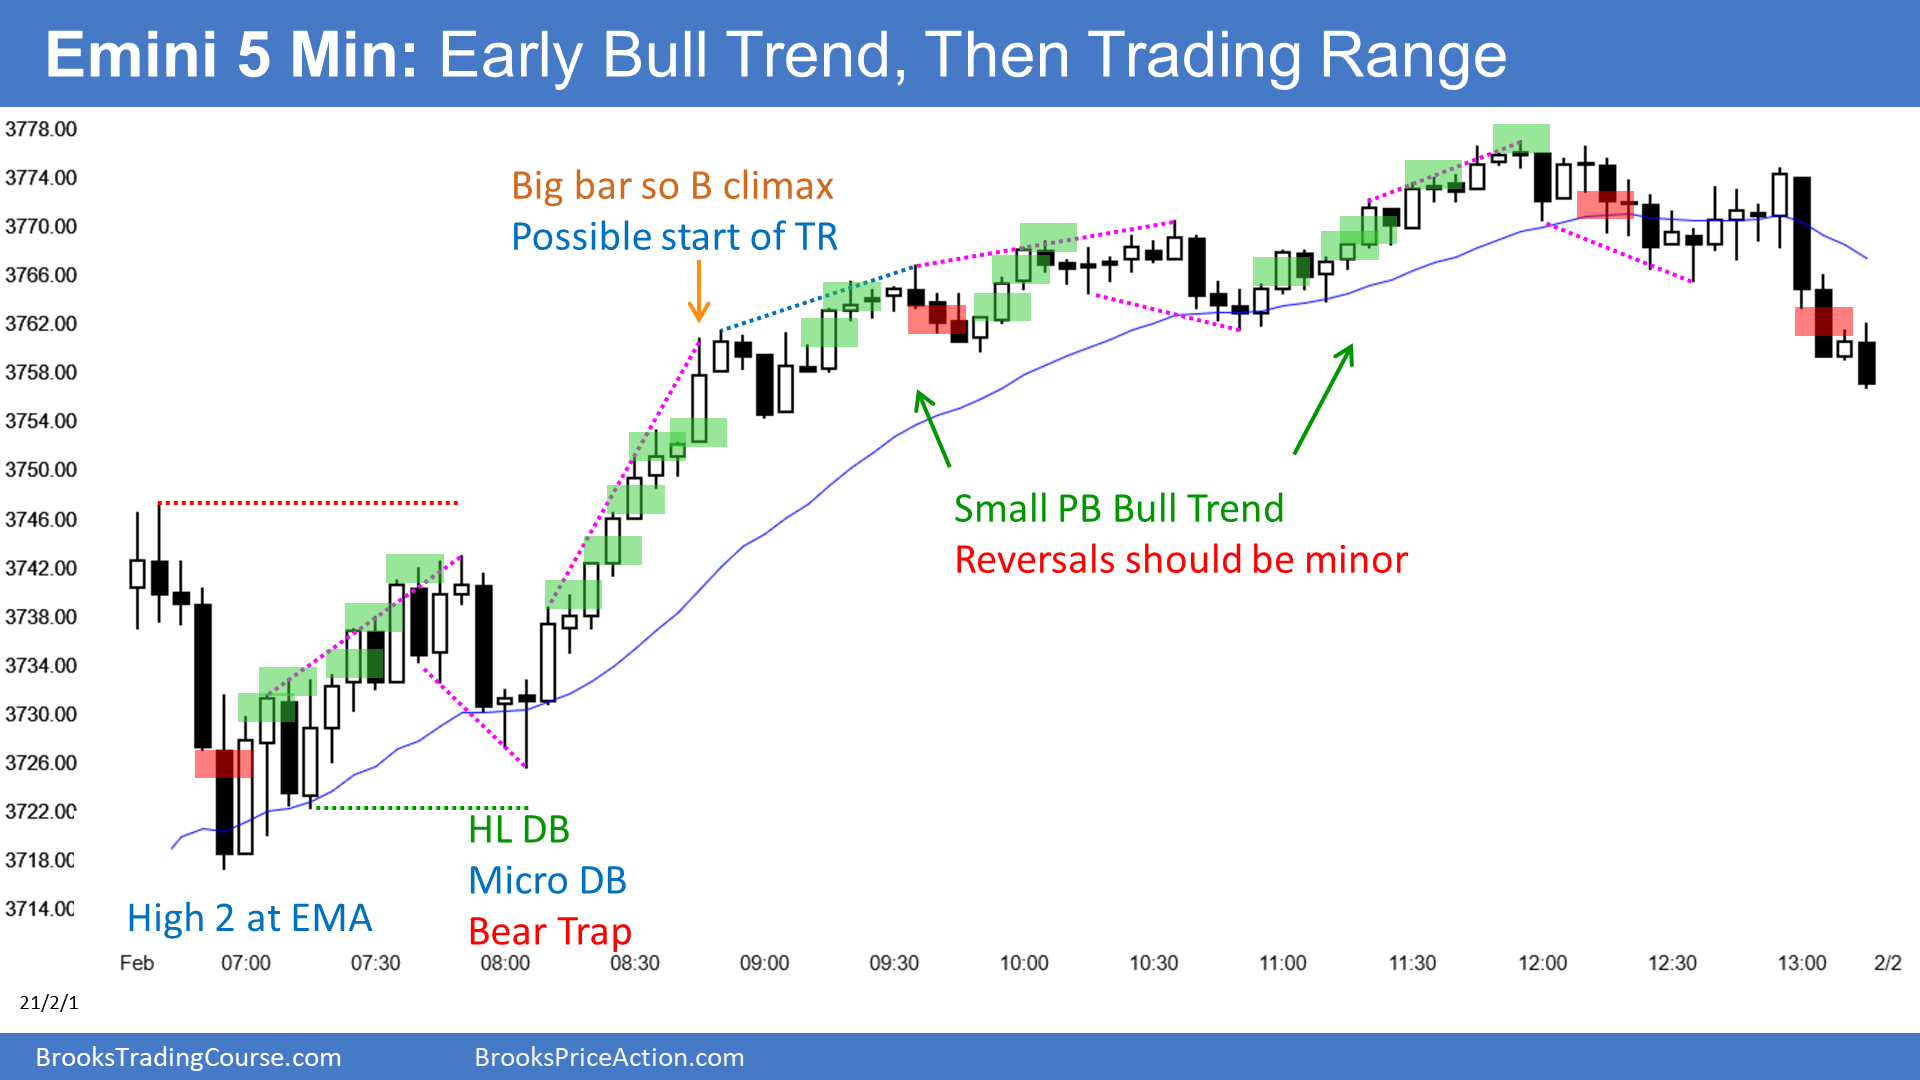 Emini 5 Min: Early Bull Trend, Then Trading Range
3778.00
3774.00
3770.00
3766.00
3762.00
3758.00
3754.00
3750.00
3746.00
3742.00
3738.00
3734.00
3730.00
3726.00
3722.00
3718.00
3714.00
Big bar so B climax
Possible start of TR
Small PB Bull Trend
Reversals should be minor
HL DB
Micro DB
Bear Trap
High 2 at EMA
Feb 07:00 07:30 08:00 08:30 09:00 09:30 10:00 10:30 11:00 11:30 12:00 12:30 13:00 2/2
21/2/1
BrooksTradingCourse.com BrooksPriceAction.com